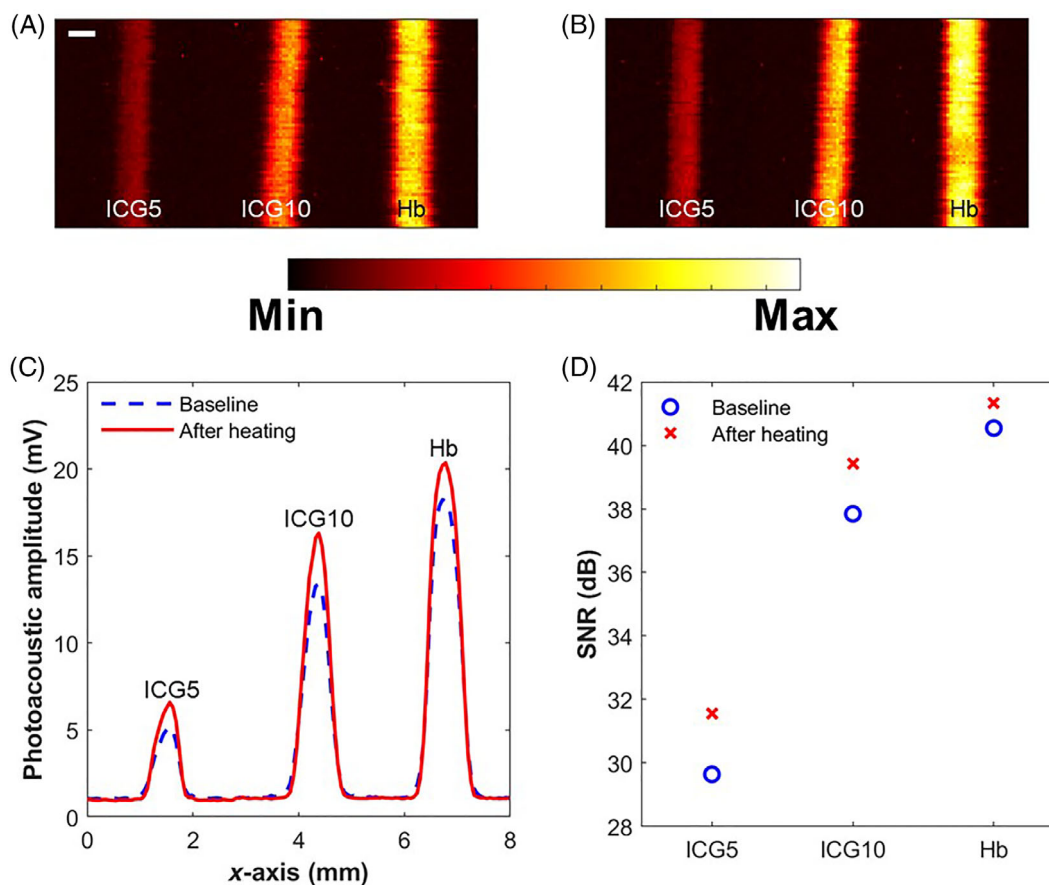 (A)
ICG5 ICG10 Hb
(B)
ICG5 ICG10 Hb
Min Max
(C)
Photoacoustic amplitude (mV)
25
20
15
10
5
0
Baseline
After heating
ICG5
ICG10
Hb
0 2 4 6 8
x-axis (mm)
(D)
SNR (dB)
42
40
38
36
34
32
30
28
Baseline
After heating
ICG5 ICG10 Hb